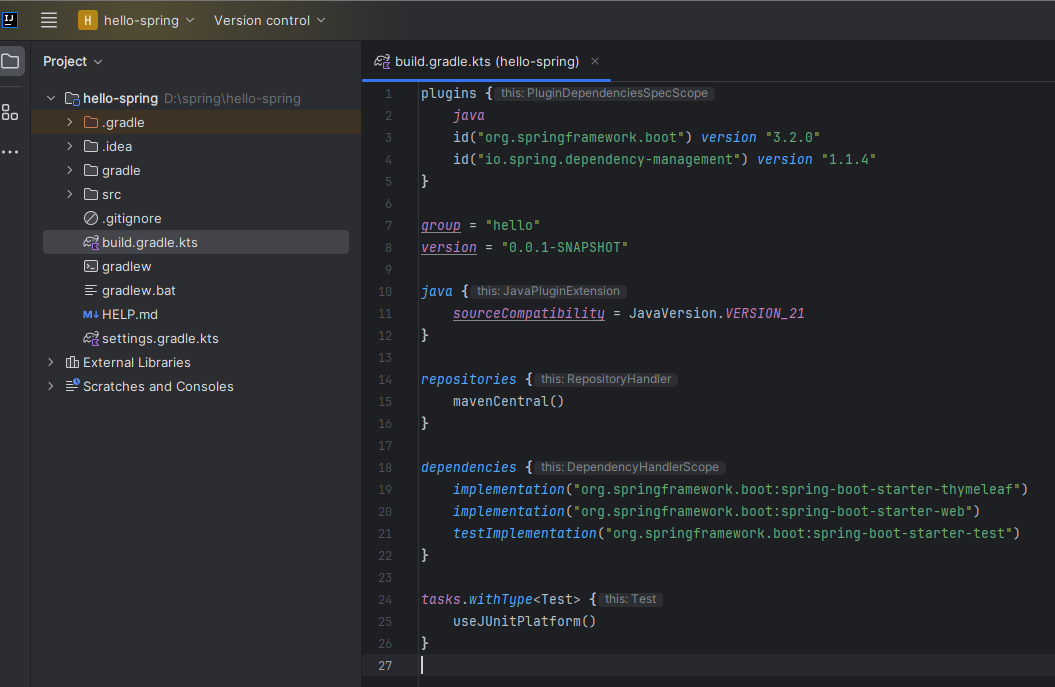 IJ
H hello-spring Version control
Project
hello-spring D:\spring\hello-spring
.gradle
.idea
gradle
src
.gitignore
build.gradle.kts
gradlew
gradlew.bat
M↓ HELP.md
settings.gradle.kts
External Libraries
Scratches and Consoles
build.gradle.kts (hello-spring)
1 plugins { this: PluginDependenciesSpecScope
2 java
3 id("org.springframework.boot") version "3.2.0"
4 id("io.spring.dependency-management") version "1.1.4"
5 }
6
7 group = "hello"
8 version = "0.0.1-SNAPSHOT"
9
10 java { this: JavaPluginExtension
11 sourceCompatibility = JavaVersion.VERSION_21
12 }
13
14 repositories { this: RepositoryHandler
15 mavenCentral()
16 }
17
18 dependencies { this: DependencyHandlerScope
19 implementation("org.springframework.boot:spring-boot-starter-thymeleaf")
20 implementation("org.springframework.boot:spring-boot-starter-web")
21 testImplementation("org.springframework.boot:spring-boot-starter-test")
22 }
23
24 tasks.withType<Test> { this: Test
25 useJUnitPlatform()
26 }
27